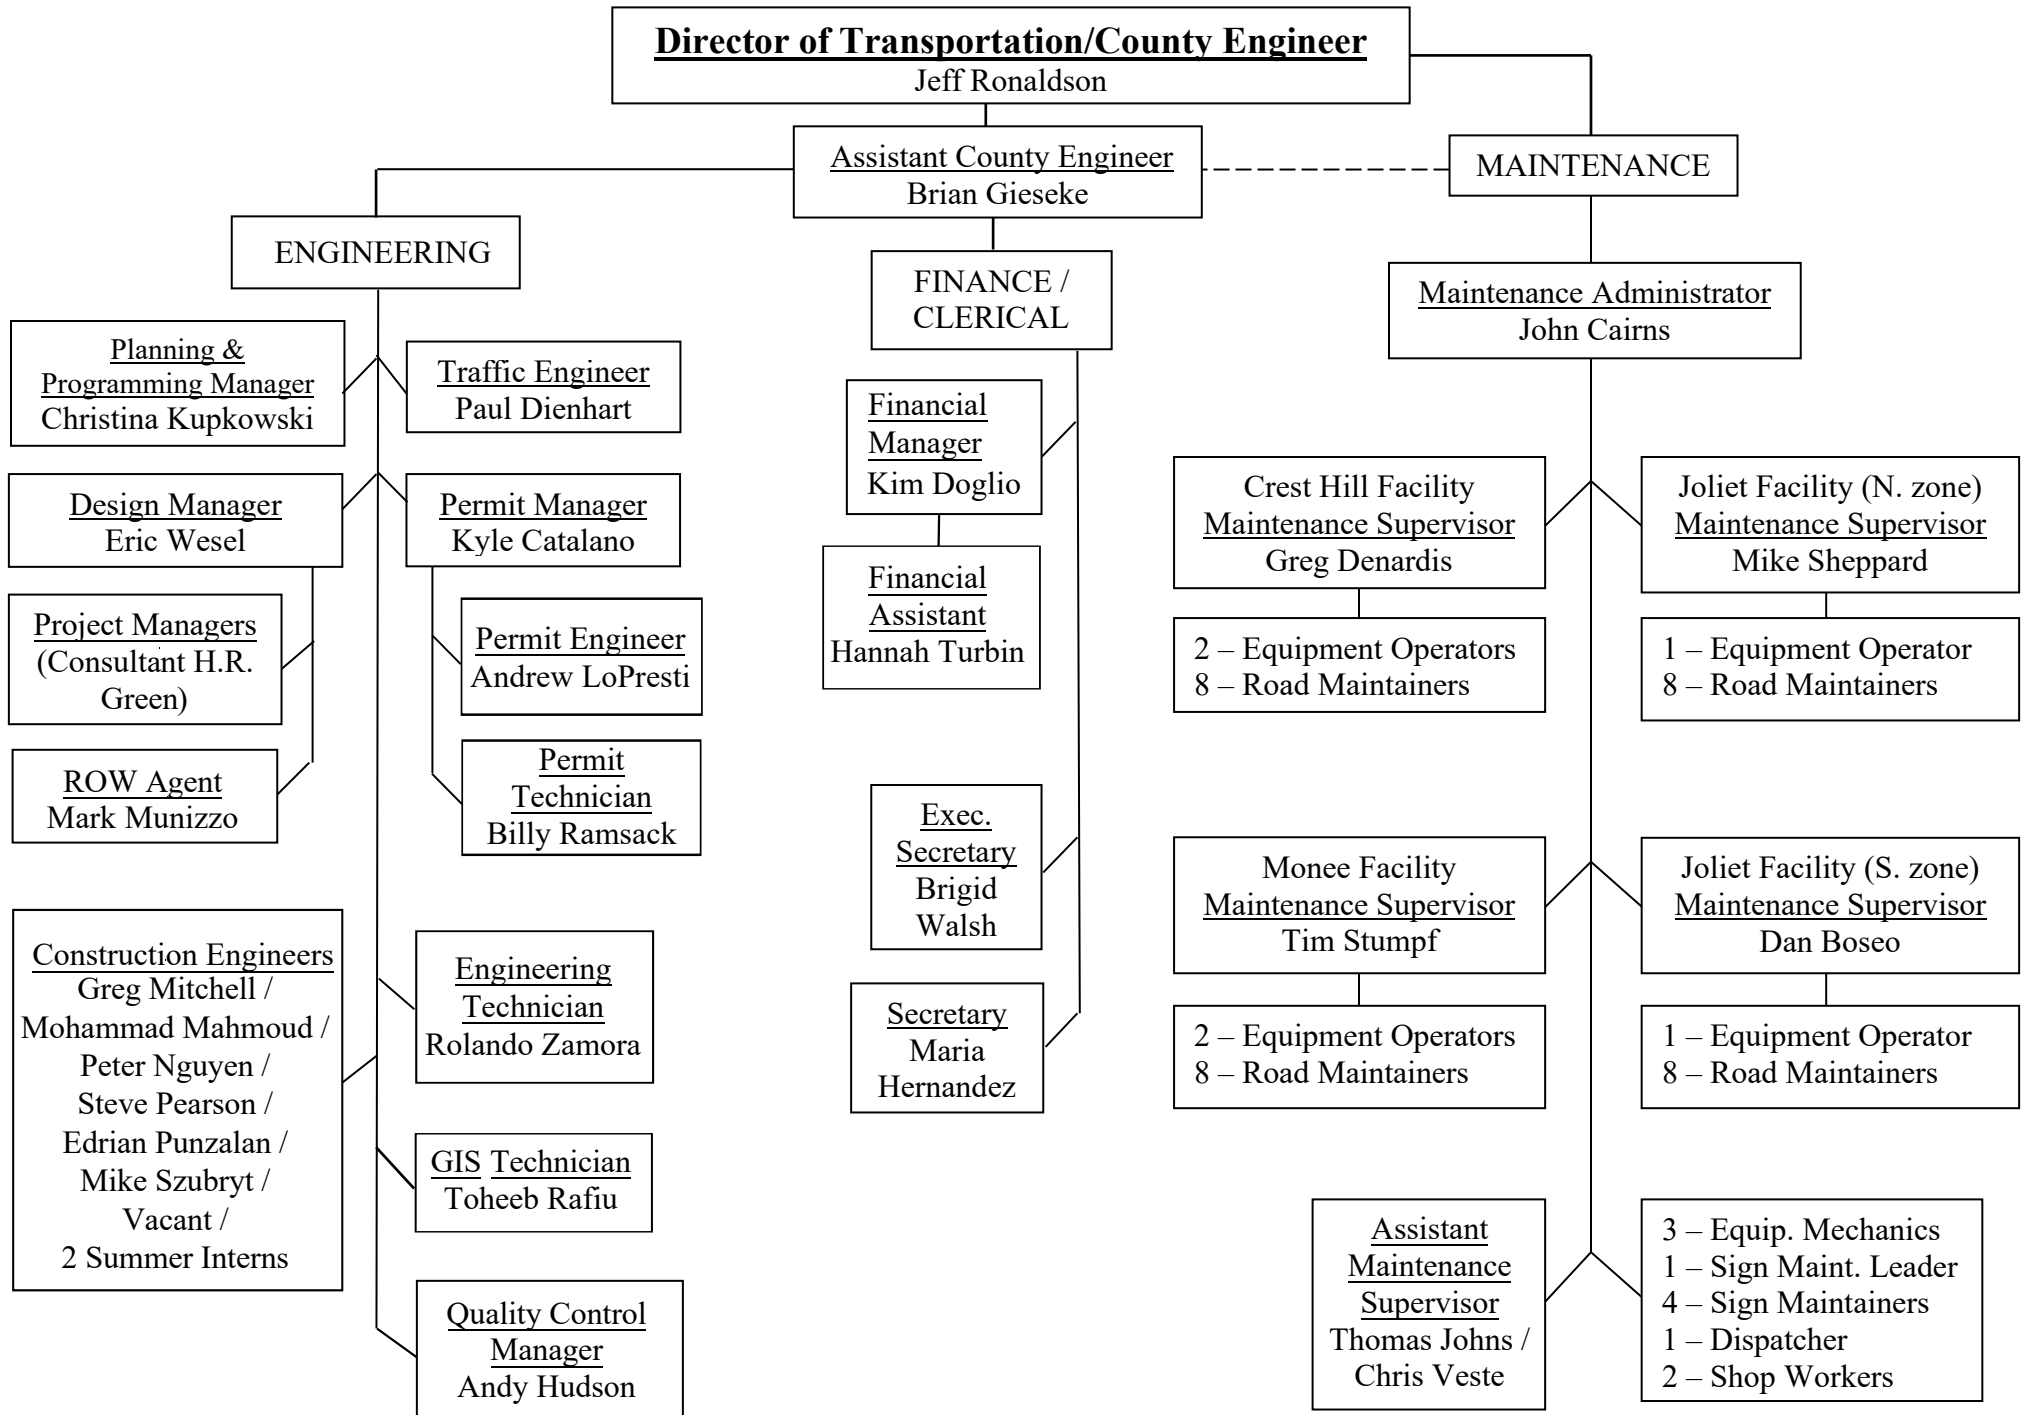 Director of Transportation/County Engineer
Jeff Ronaldson
Assistant County Engineer
Brian Gieseke
MAINTENANCE
ENGINEERING
FINANCE /
CLERICAL
Maintenance Administrator
John Cairns
Planning &
Programming Manager
Christina Kupkowski
Traffic Engineer
Paul Dienhart
Design Manager
Eric Wesel
Permit Manager
Kyle Catalano
Project Managers
(Consultant H.R.
Green)
Permit Engineer
Andrew LoPresti
ROW Agent
Mark Munizzo
Permit
Technician
Billy Ramsack
Construction Engineers
Greg Mitchell /
Mohammad Mahmoud /
Peter Nguyen /
Steve Pearson /
Edrian Punzalan /
Mike Szubryt /
Vacant /
2 Summer Interns
Engineering
Technician
Rolando Zamora
GIS Technician
Toheeb Rafiu
Quality Control
Manager
Andy Hudson
Financial
Manager
Kim Doglio
Financial
Assistant
Hannah Turbin
Exec.
Secretary
Brigid
Walsh
Secretary
Maria
Hernandez
Crest Hill Facility
Maintenance Supervisor
Greg Denardis
2 – Equipment Operators
8 – Road Maintainers
Joliet Facility (N. zone)
Maintenance Supervisor
Mike Sheppard
1 – Equipment Operator
8 – Road Maintainers
Monee Facility
Maintenance Supervisor
Tim Stumpf
2 – Equipment Operators
8 – Road Maintainers
Joliet Facility (S. zone)
Maintenance Supervisor
Dan Boseo
1 – Equipment Operator
8 – Road Maintainers
Assistant
Maintenance
Supervisor
Thomas Johns /
Chris Veste
3 – Equip. Mechanics
1 – Sign Maint. Leader
4 – Sign Maintainers
1 – Dispatcher
2 – Shop Workers